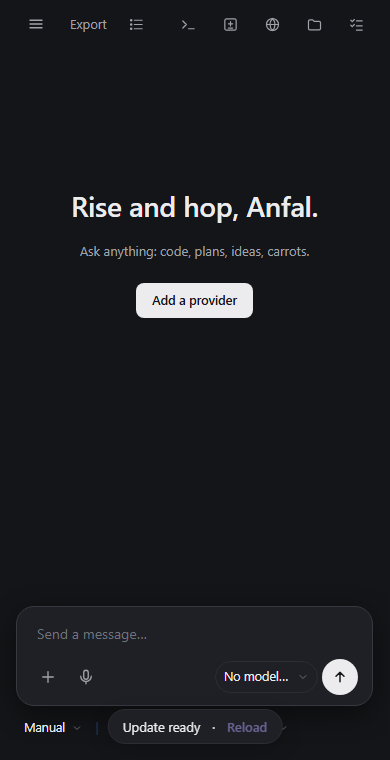 Export
Rise and hop, Anfal.
Ask anything: code, plans, ideas, carrots.
Add a provider
Send a message...
No model...
Manual
Update ready · Reload